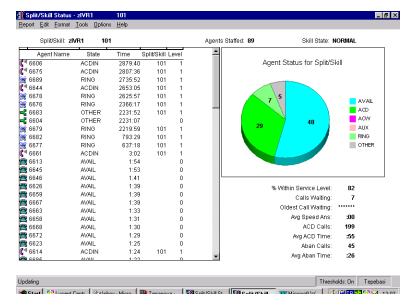 Split/Skill Status - zIVR1 101
Report Edit Format Tools Options Help
Split/Skill: zIVR1 101 Agents Staffed: 89 Skill State: NORMAL
Agent Name State Time Split/Skill Level
6606 ACDIN 2879:40 101 1
6675 ACDIN 2807:36 101 1
6689 RING 2735:52 101 1
6644 ACDIN 2653:05 101 1
6678 RING 2625:57 101 1
6676 RING 2366:17 101 1
6683 OTHER 2231:52 101 1
6604 OTHER 2231:07 0
6679 RING 2219:59 101 1
6682 RING 793:29 101 1
6677 RING 637:18 101 1
6661 ACDIN 3:02 101 1
6613 AVAIL 1:54 0
6645 AVAIL 1:53 0
6646 AVAIL 1:41 0
6626 AVAIL 1:39 0
6659 AVAIL 1:39 0
6667 AVAIL 1:39 0
6663 AVAIL 1:33 0
6658 AVAIL 1:31 0
6668 AVAIL 1:30 0
6672 AVAIL 1:29 0
6623 AVAIL 1:25 0
6614 ACDIN 1:24 101 1
Agent Status for Split/Skill
7
5
29
48
AVAIL
ACD
ACW
AUX
RING
OTHER
% Within Service Level: 82
Calls Waiting: 7
Oldest Call Waiting: *******
Avg Speed Ans: :08
ACD Calls: 199
Avg ACD Time: :55
Aban Calls: 45
Avg Aban Time: :26
Updating Thresholds: On Tepebasi
Start